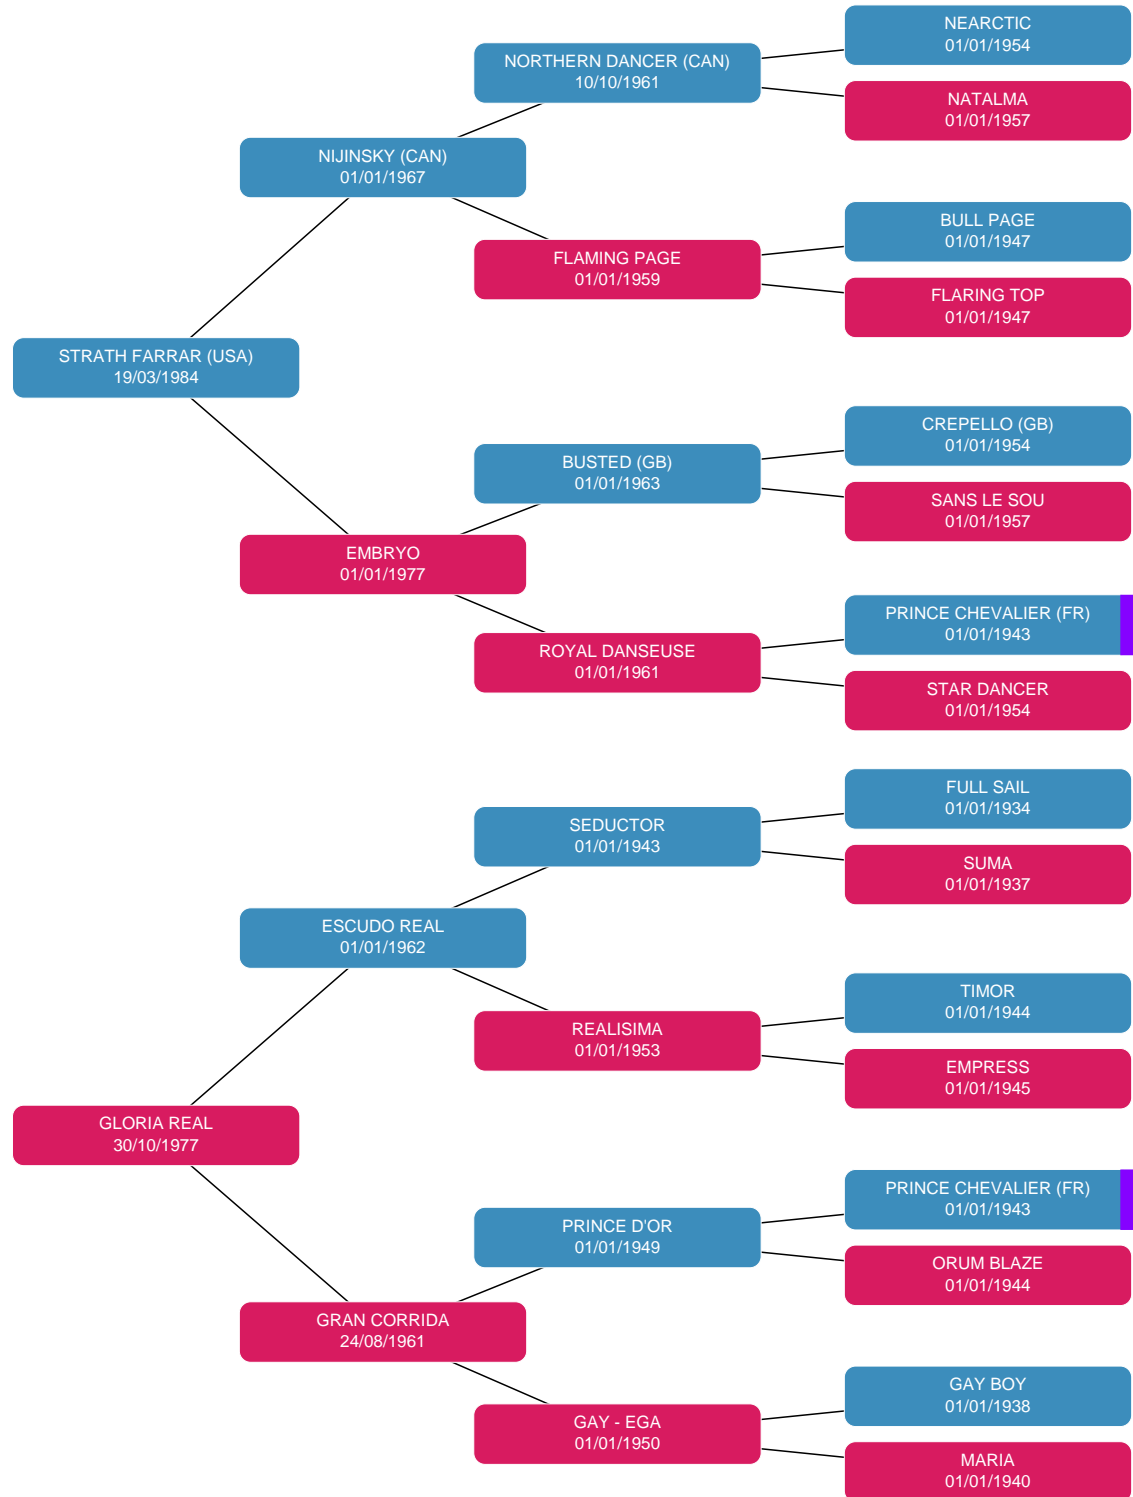 NEARCTIC
01/01/1954
NORTHERN DANCER (CAN)
10/10/1961
NATALMA
01/01/1957
NIJINSKY (CAN)
01/01/1967
BULL PAGE
01/01/1947
FLAMING PAGE
01/01/1959
FLARING TOP
01/01/1947
STRATH FARRAR (USA)
19/03/1984
CREPELLO (GB)
01/01/1954
BUSTED (GB)
01/01/1963
SANS LE SOU
01/01/1957
EMBRYO
01/01/1977
PRINCE CHEVALIER (FR)
01/01/1943
ROYAL DANSEUSE
01/01/1961
STAR DANCER
01/01/1954
FULL SAIL
01/01/1934
SEDUCTOR
01/01/1943
SUMA
01/01/1937
ESCUDO REAL
01/01/1962
TIMOR
01/01/1944
REALISIMA
01/01/1953
EMPRESS
01/01/1945
GLORIA REAL
30/10/1977
PRINCE CHEVALIER (FR)
01/01/1943
PRINCE D'OR
01/01/1949
ORUM BLAZE
01/01/1944
GRAN CORRIDA
24/08/1961
GAY BOY
01/01/1938
GAY - EGA
01/01/1950
MARIA
01/01/1940